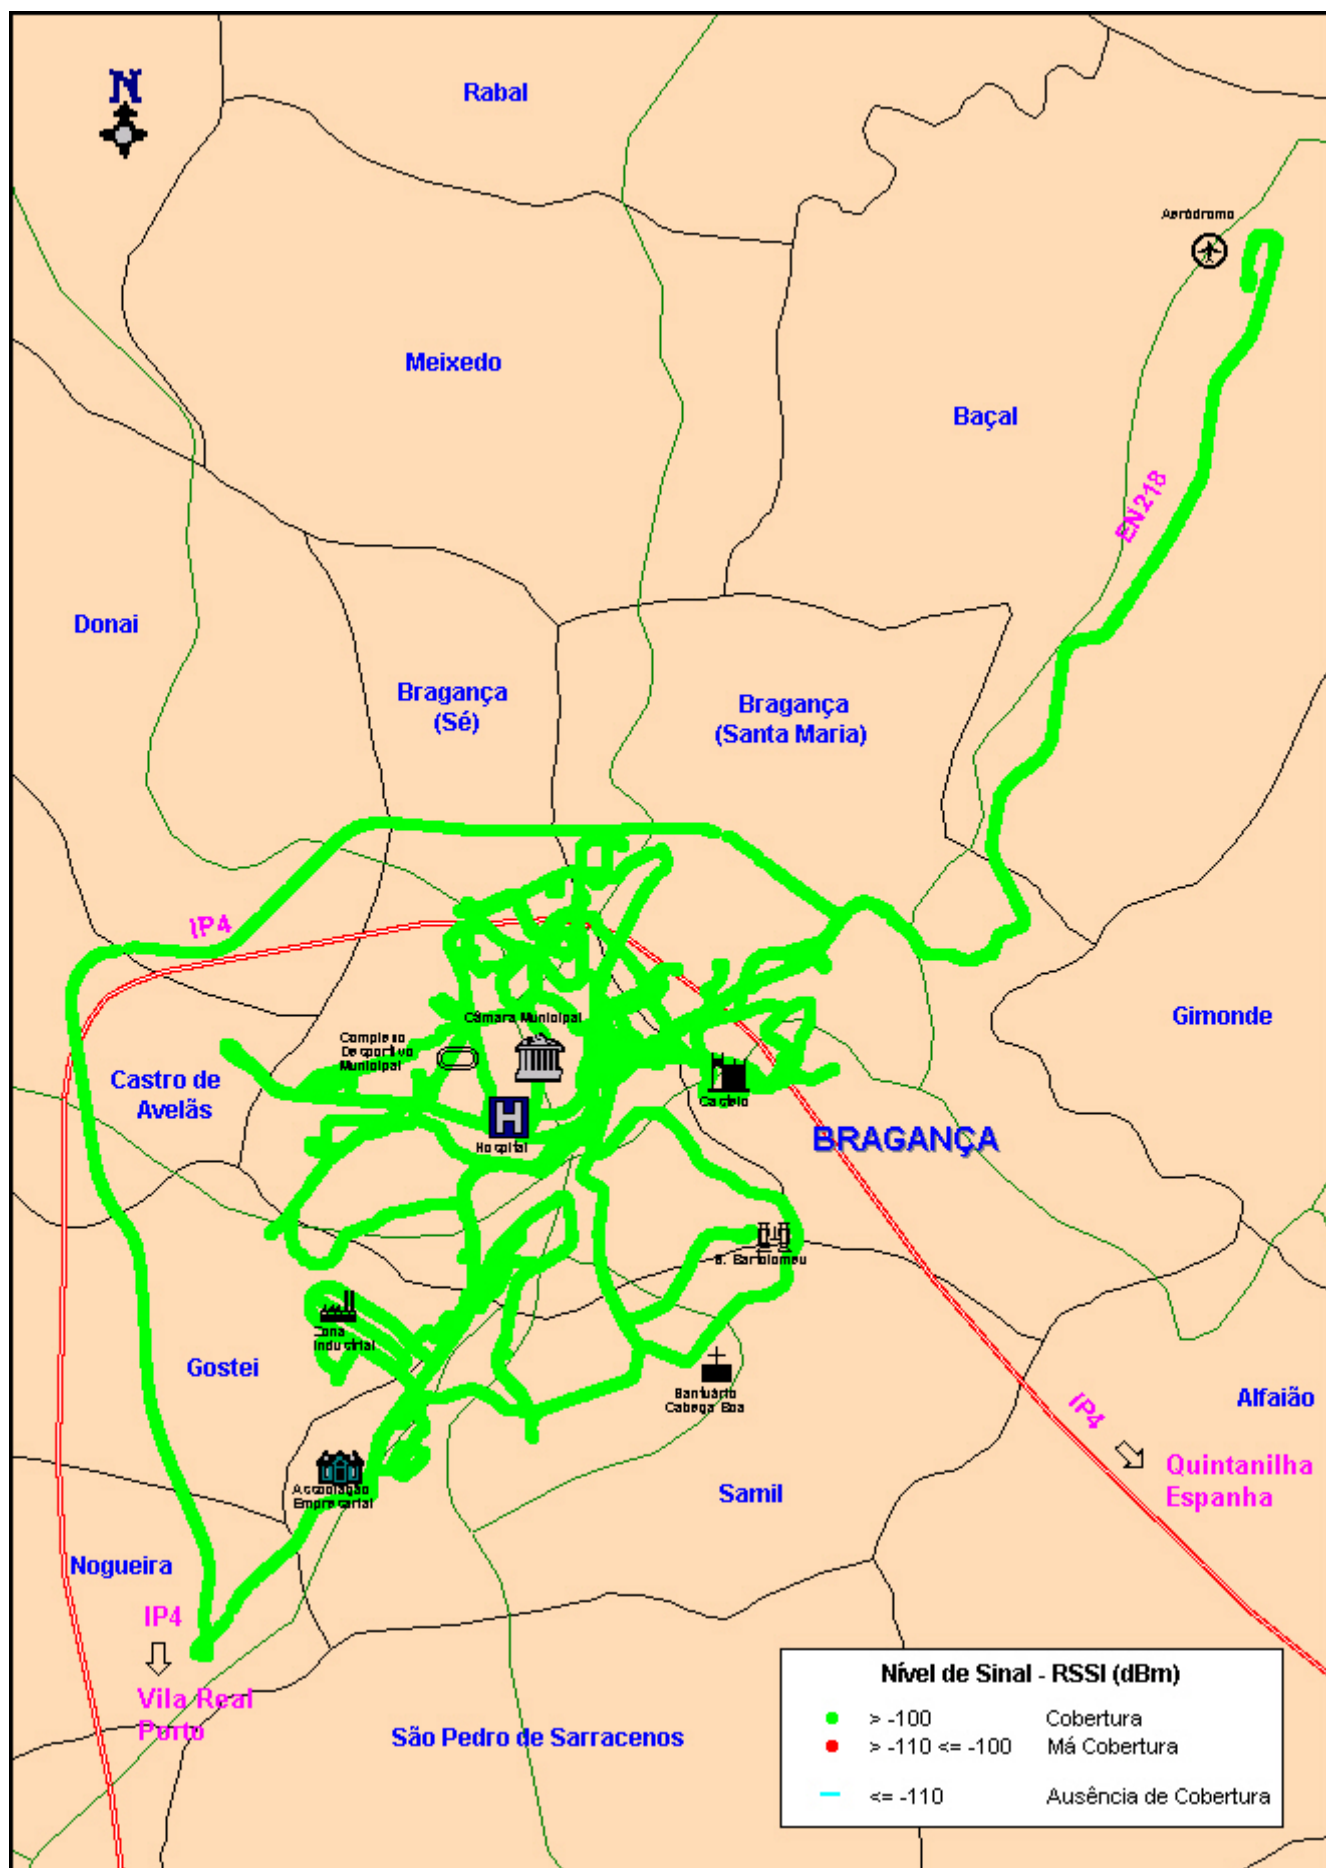 N
Rabal
Aeródromo
Meixedo
Baçal
EN218
Donai
Bragança
(Sé)
Bragança
(Santa Maria)
IP4
Gimonde
Câmara Municipal
Complexo
Desportivo
Municipal
Castro de
Avelãs
Castelo
H
Hospital
BRAGANÇA
S. Bartolomeu
Zona
Industrial
Gostei
Santuário
Cabeça Boa
Alfaião
IP4
Quintanilha
Espanha
Associação
Empresarial
Samil
Nogueira
IP4
Vila Real
Porto
São Pedro de Sarracenos
Nível de Sinal - RSSI (dBm)
> -100 Cobertura
> -110 <= -100 Má Cobertura
<= -110 Ausência de Cobertura